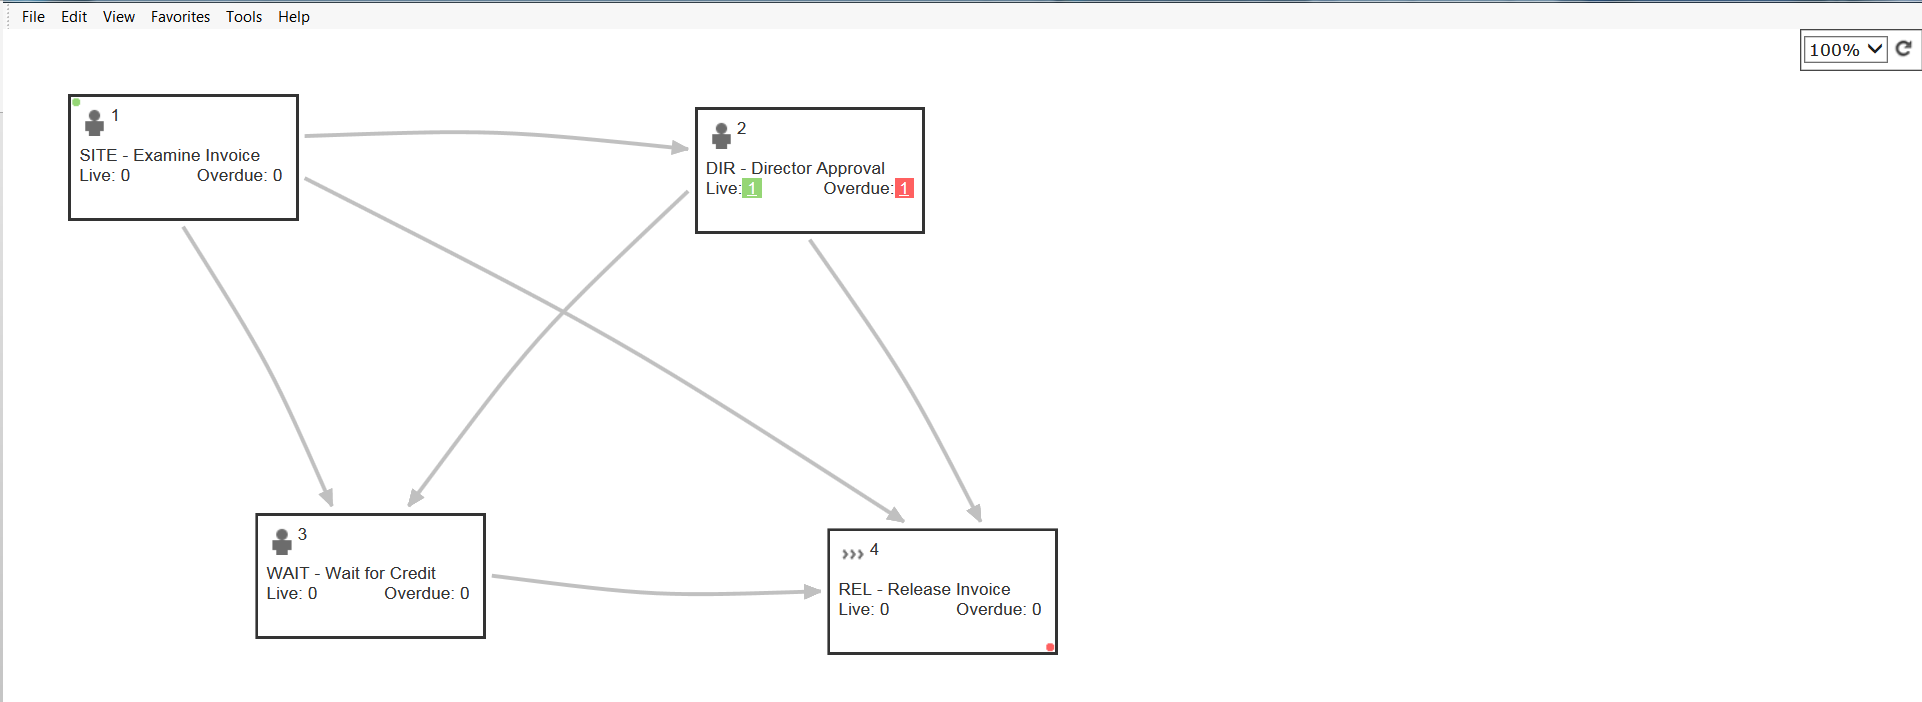 File Edit View Favorites Tools Help
100%
1
SITE - Examine Invoice
Live: 0 Overdue: 0
2
DIR - Director Approval
Live: 1 Overdue: 1
3
WAIT - Wait for Credit
Live: 0 Overdue: 0
4
REL - Release Invoice
Live: 0 Overdue: 0